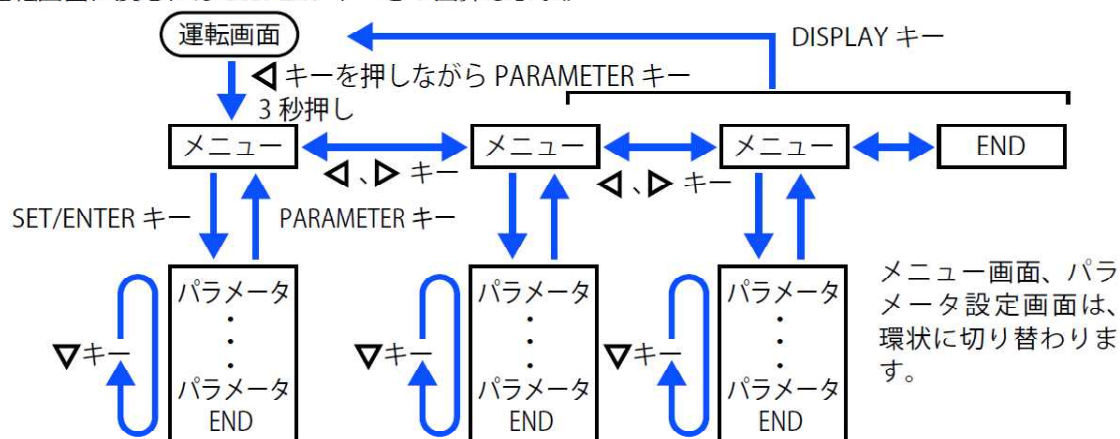 運転画面
DISPLAY キー
◁ キーを押しながら PARAMETER キー
3 秒押し
メニュー
メニュー
メニュー
END
◁、▷ キー
◁、▷ キー
SET/ENTER キー
PARAMETER キー
パラメータ
・
・
・
パラメータ
END
▽キー
パラメータ
・
・
・
パラメータ
END
▽キー
パラメータ
・
・
・
パラメータ
END
▽キー
メニュー画面、パラ
メータ設定画面は、
環状に切り替わりま
す。